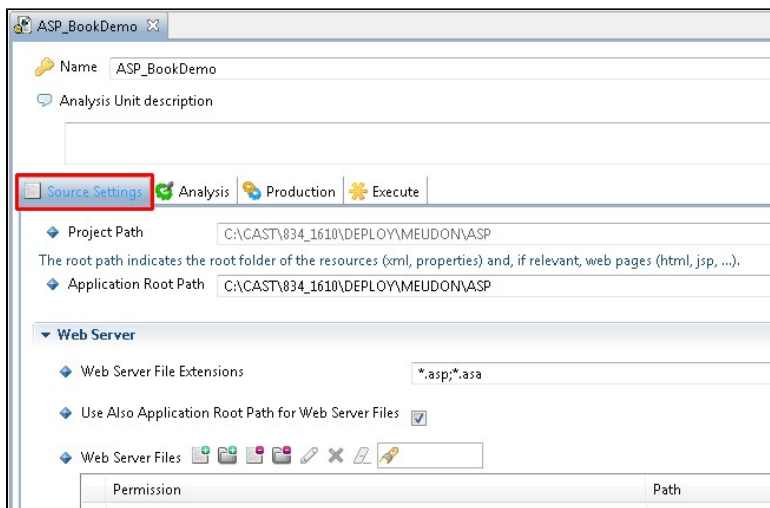 ASP_BookDemo
Name ASP_BookDemo
Analysis Unit description
Source Settings Analysis Production Execute
Project Path C:\CAST\834_1610\DEPLOY\MEUDON\ASP
The root path indicates the root folder of the resources (xml, properties) and, if relevant, web pages (html, jsp, ...).
Application Root Path C:\CAST\834_1610\DEPLOY\MEUDON\ASP
Web Server
Web Server File Extensions *.asp;*.asa
Use Also Application Root Path for Web Server Files
Web Server Files
Permission Path